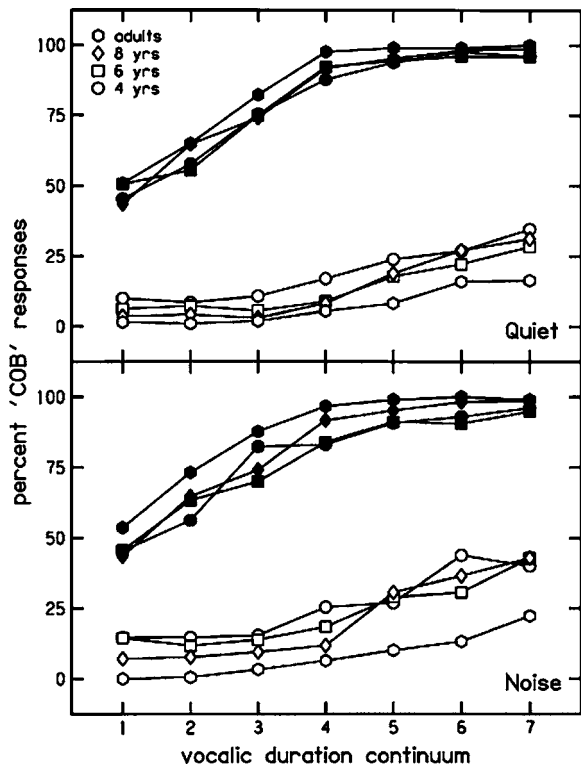 adults
8 yrs
6 yrs
4 yrs
100
75
50
25
0
Quiet
percent 'COB' responses
100
75
50
25
0
Noise
1 2 3 4 5 6 7
vocalic duration continuum